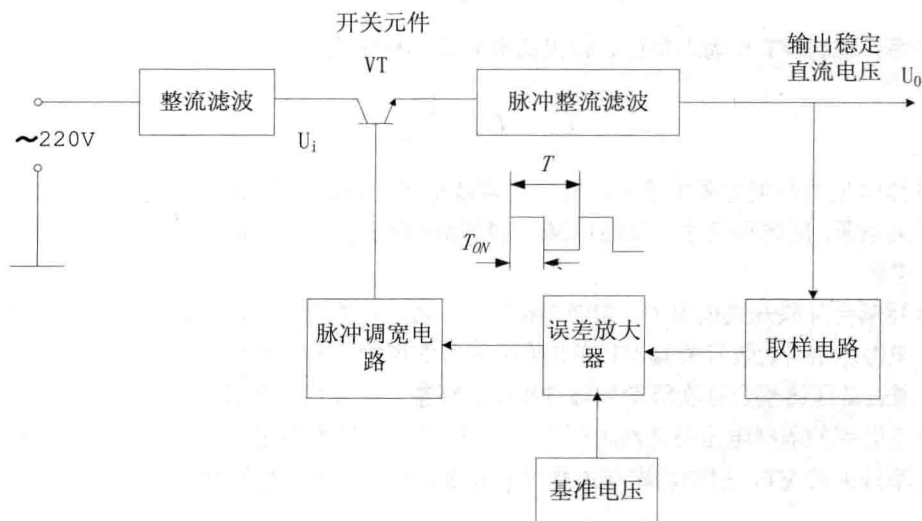 开关元件
VT
输出稳定
直流电压
U₀
整流滤波
脉冲整流滤波
～220V
Uᵢ
T
T_ON
脉冲调宽电
路
误差放大
器
取样电路
基准电压